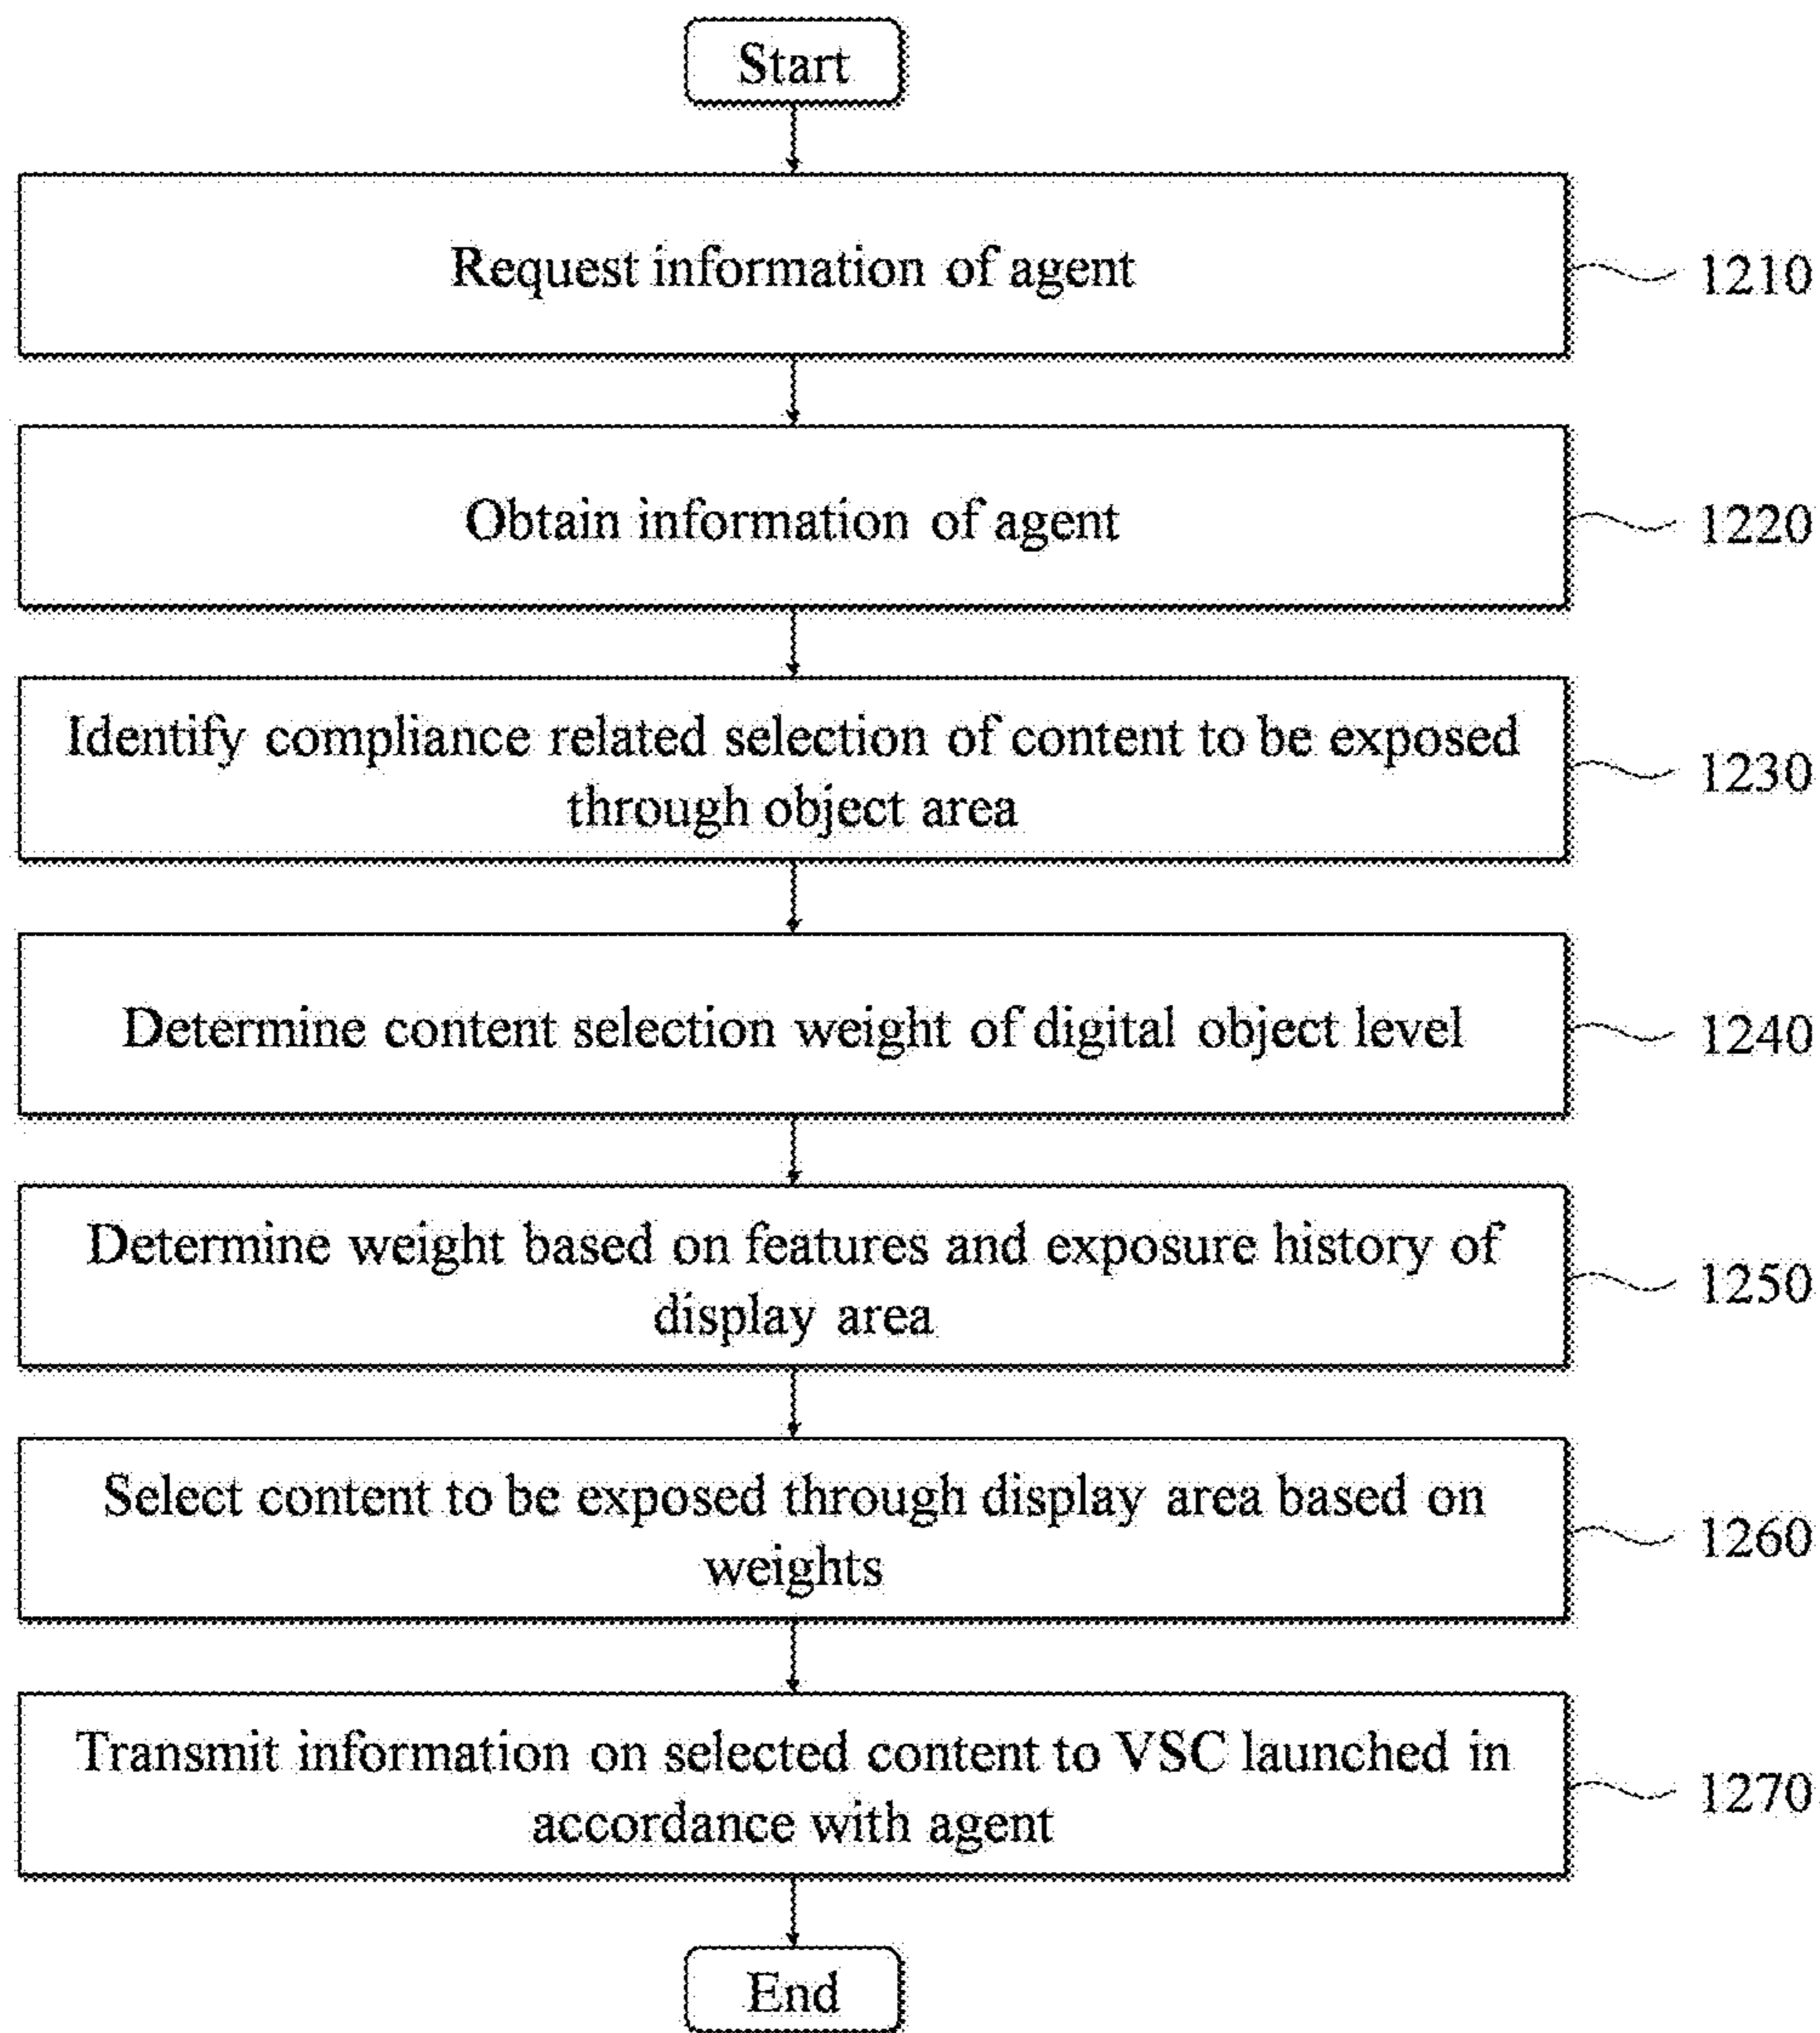 Start
Request information of agent
1210
Obtain information of agent
1220
Identify compliance related selection of content to be exposed
through object area
1230
Determine content selection weight of digital object level
1240
Determine weight based on features and exposure history of
display area
1250
Select content to be exposed through display area based on
weights
1260
Transmit information on selected content to VSC launched in
accordance with agent
1270
End